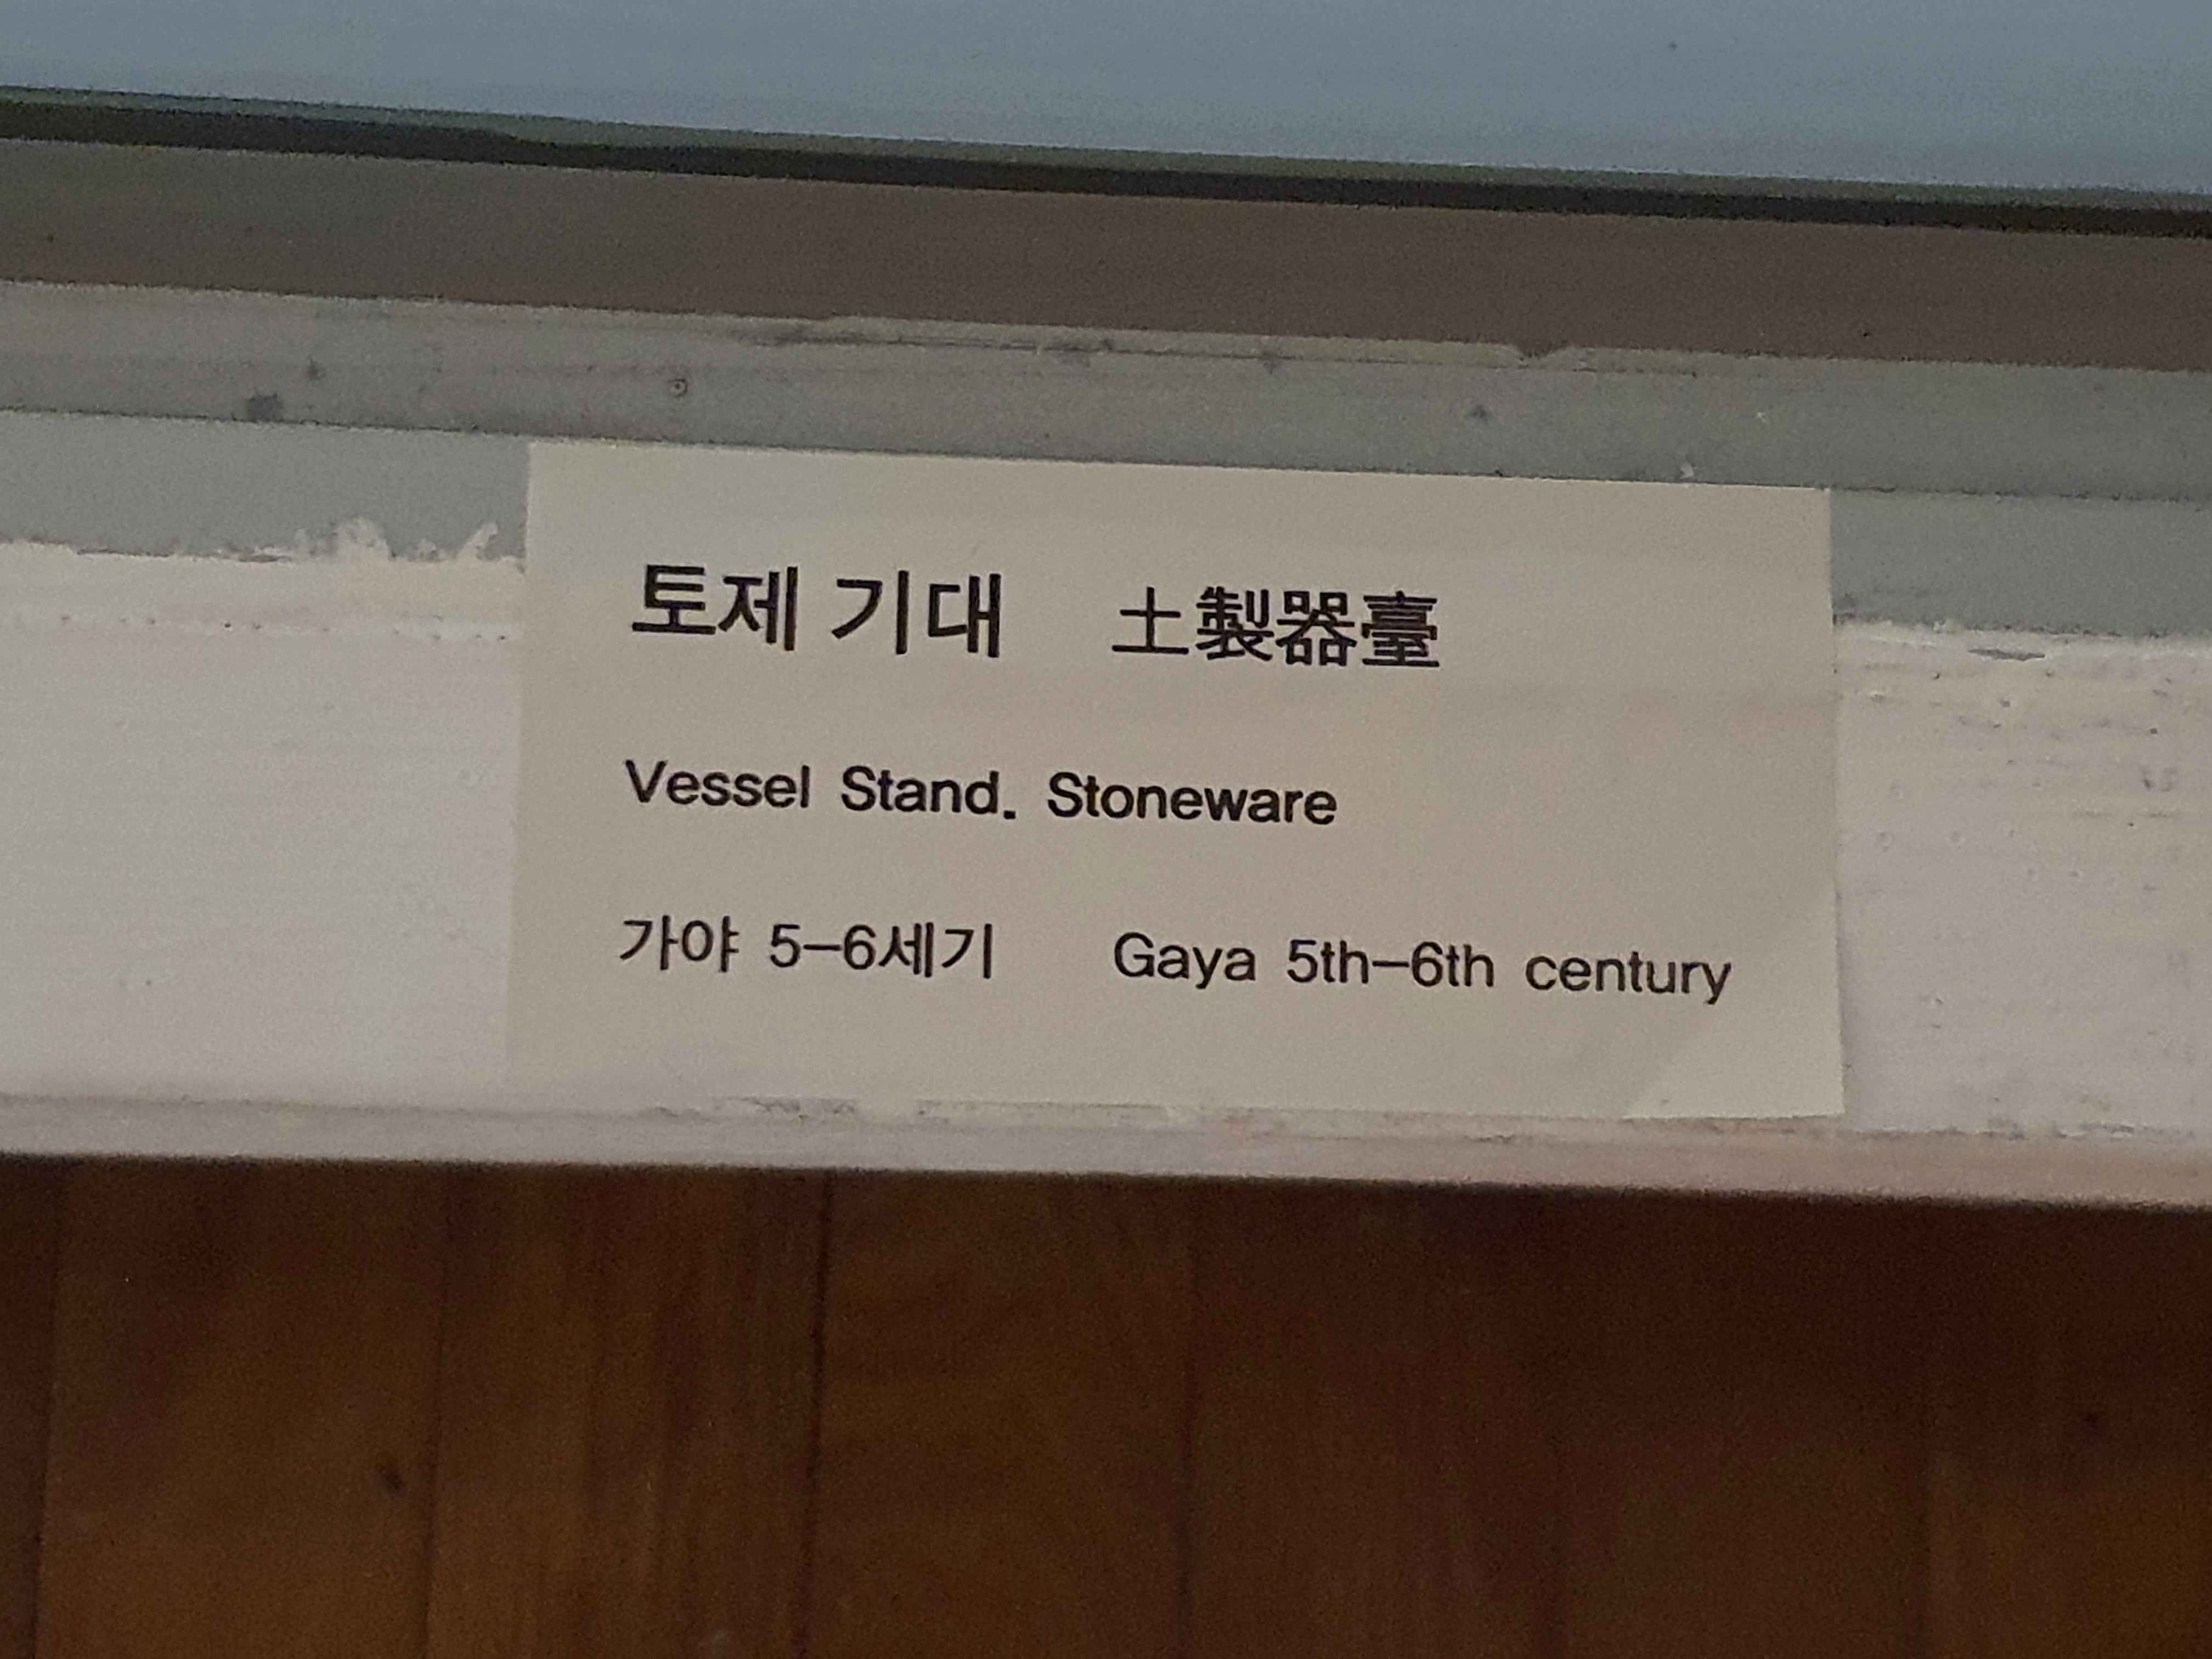 토제 기대 土製器臺
Vessel Stand. Stoneware
가야 5-6세기 Gaya 5th-6th century